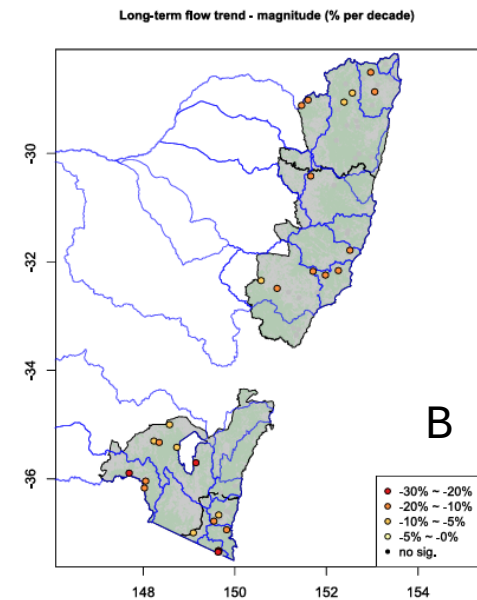 Long-term flow trend - magnitude (% per decade)
-30
-32
-34
-36
B
-30% ~ -20%
-20% ~ -10%
-10% ~ -5%
-5% ~ -0%
no sig.
148 150 152 154